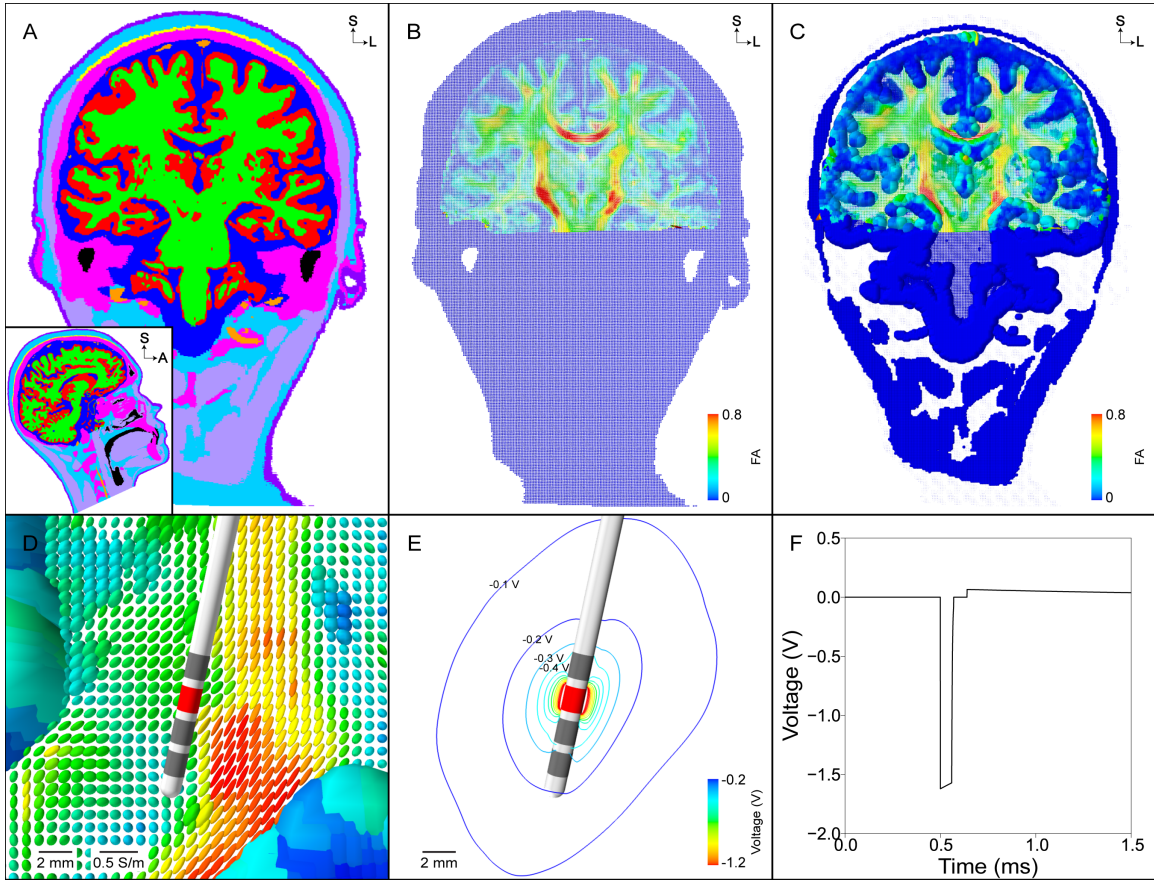 A
S
L
S
A
B
S
L
0.8
FA
0
C
S
L
0.8
FA
0
D
2 mm
0.5 S/m
E
-0.1 V
-0.2 V
-0.3 V
-0.4 V
-0.2
Voltage (V)
-1.2
2 mm
F
0.5
0.0
−0.5
−1.0
−1.5
−2.0
Voltage (V)
0
0.5
1.0
1.5
Time (ms)